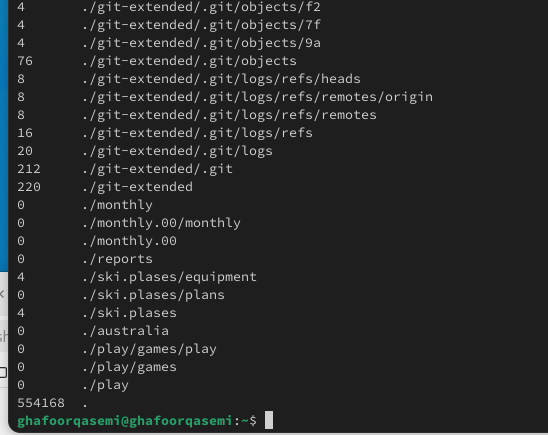 4 ./git-extended/.git/objects/f2
4 ./git-extended/.git/objects/7f
4 ./git-extended/.git/objects/9a
76 ./git-extended/.git/objects
8 ./git-extended/.git/logs/refs/heads
8 ./git-extended/.git/logs/refs/remotes/origin
8 ./git-extended/.git/logs/refs/remotes
16 ./git-extended/.git/logs/refs
20 ./git-extended/.git/logs
212 ./git-extended/.git
220 ./git-extended
0 ./monthly
0 ./monthly.00/monthly
0 ./monthly.00
0 ./reports
4 ./ski.plases/equipment
0 ./ski.plases/plans
4 ./ski.plases
0 ./australia
0 ./play/games/play
0 ./play/games
0 ./play
554168 .
ghafoorqasemi@ghafoorqasemi:~$